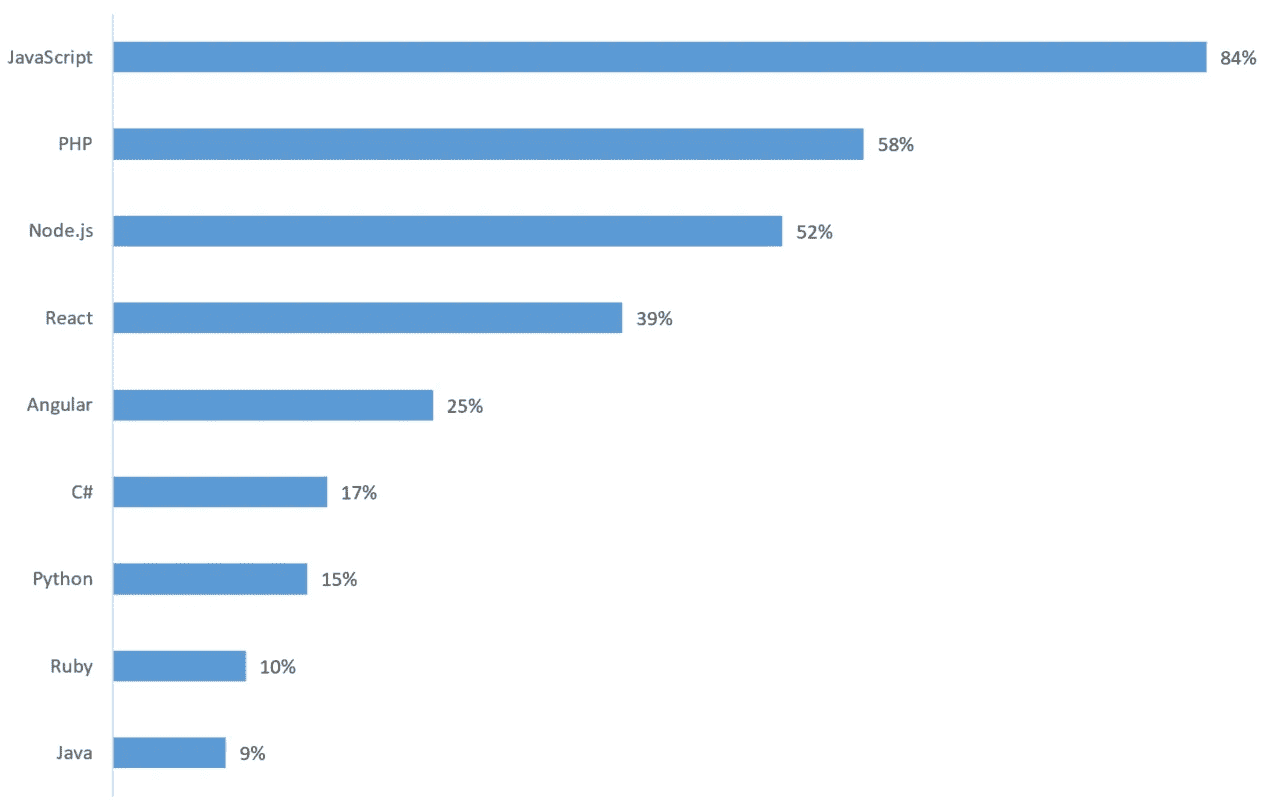 JavaScript 84%
PHP 58%
Node.js 52%
React 39%
Angular 25%
C# 17%
Python 15%
Ruby 10%
Java 9%